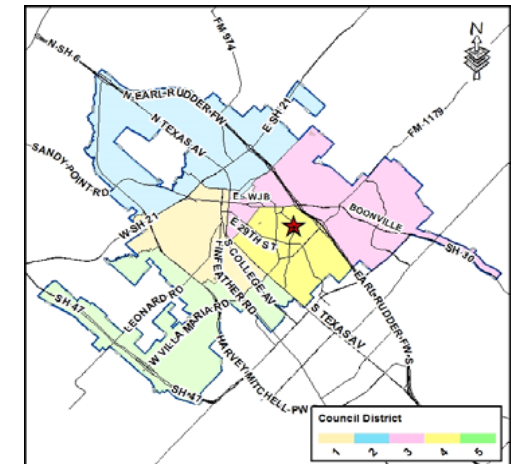 N
FM 974
N-SH-6
N-EARL-RUDDER-FW
E SH 21
N TEXAS AV
FM-1179
SANDY-POINT-RD
E WJB
BOONVILLE
W-SH 21
E 29TH ST
SH-30
S COLLEGE AV
FINFEATHER RD
EARL-RUDDER-FW-S
LEONARD RD
SH-47
W VILLA MARIA RD
S TEXAS AV
HARVEY-MITCHELL-PW
SH-47
Council District
1 2 3 4 5